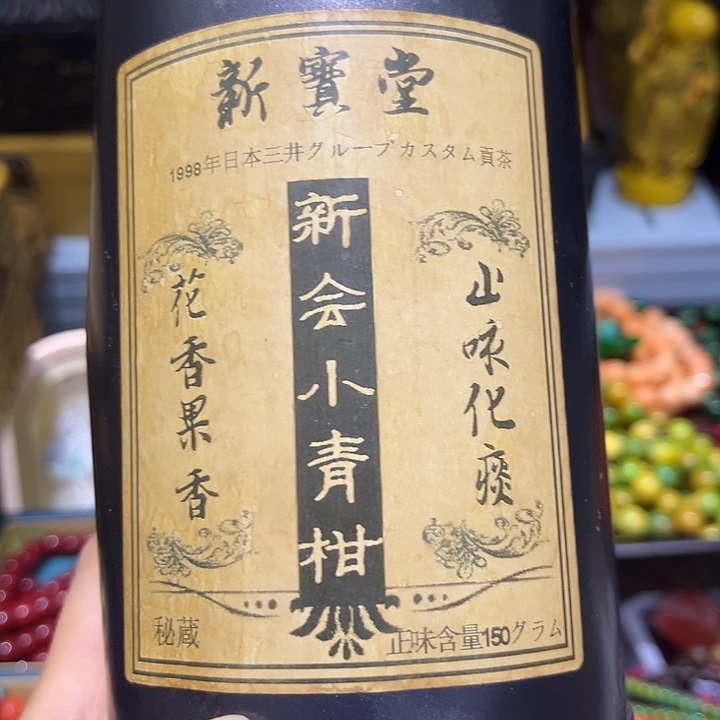 新寳堂
1998年日本三井グループカスタム貢茶
新会小青柑
山味化痰
花香果香
秘蔵
正味含量150グラム